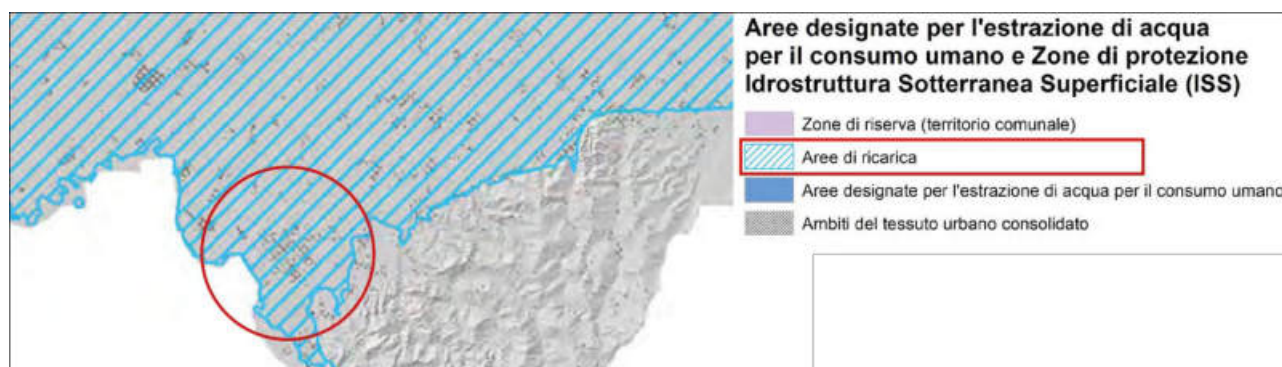 Aree designate per l'estrazione di acqua
per il consumo umano e Zone di protezione
Idrostruttura Sotterranea Superficiale (ISS)
Zone di riserva (territorio comunale)
Aree di ricarica
Aree designate per l'estrazione di acqua per il consumo umano
Ambiti del tessuto urbano consolidato